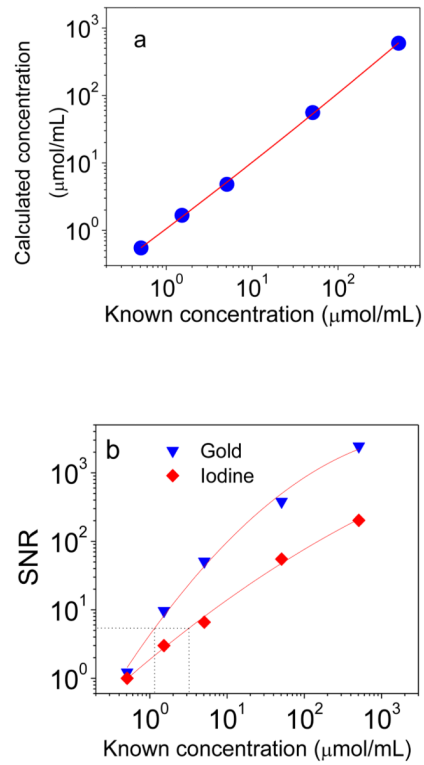 a
Calculated concentration
(μmol/mL)
10³
10²
10¹
10⁰
10⁰ 10¹ 10²
Known concentration (μmol/mL)
b
Gold
Iodine
SNR
10³
10²
10¹
10⁰
10⁰ 10¹ 10² 10³
Known concentration (μmol/mL)